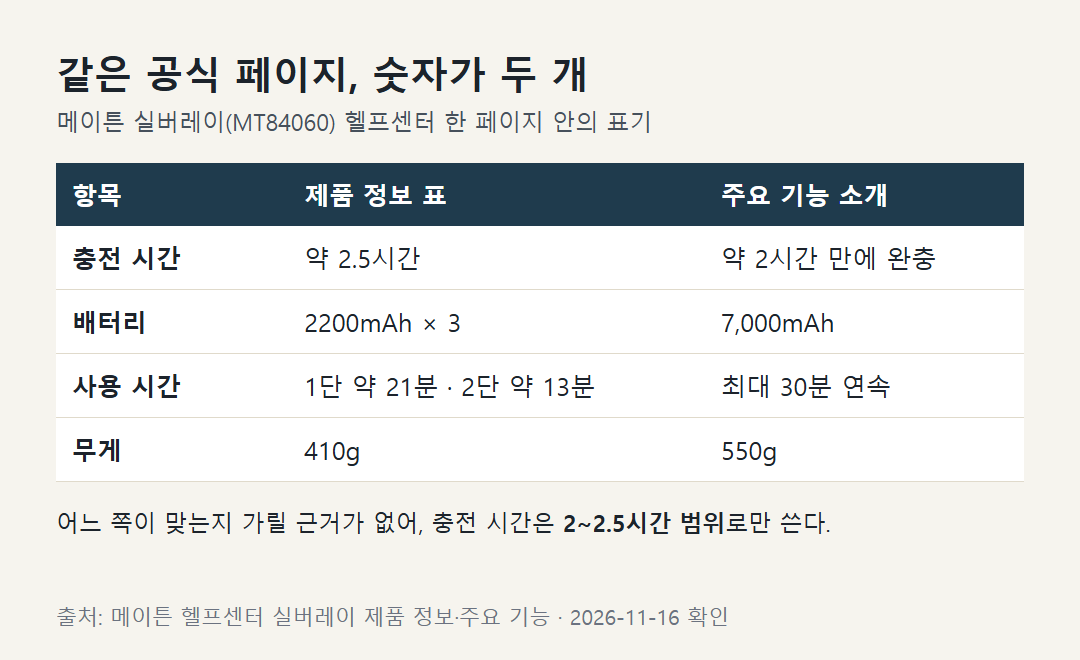 같은 공식 페이지, 숫자가 두 개
메이튼 실버레이(MT84060) 헬프센터 한 페이지 안의 표기
항목 제품 정보 표 주요 기능 소개
충전 시간 약 2.5시간 약 2시간 만에 완충
배터리 2200mAh × 3 7,000mAh
사용 시간 1단 약 21분 · 2단 약 13분 최대 30분 연속
무게 410g 550g
어느 쪽이 맞는지 가릴 근거가 없어, 충전 시간은 2~2.5시간 범위로만 쓴다.
출처: 메이튼 헬프센터 실버레이 제품 정보·주요 기능 · 2026-11-16 확인